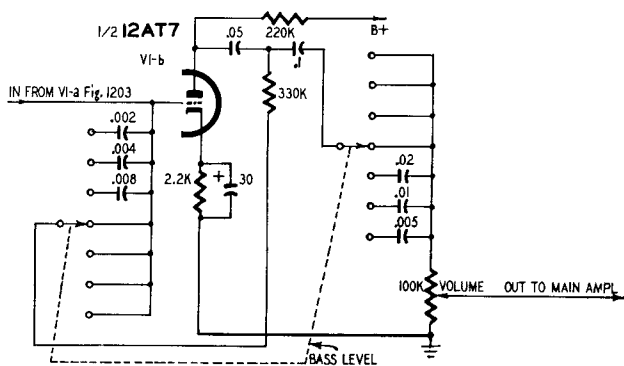 1/2 12AT7
V1-b
.05
220K
.1
B+
330K
IN FROM V1-a Fig. 1203
.002
.004
.008
2.2K
+
30
.02
.01
.005
100K
VOLUME
OUT TO MAIN AMPL
BASS LEVEL